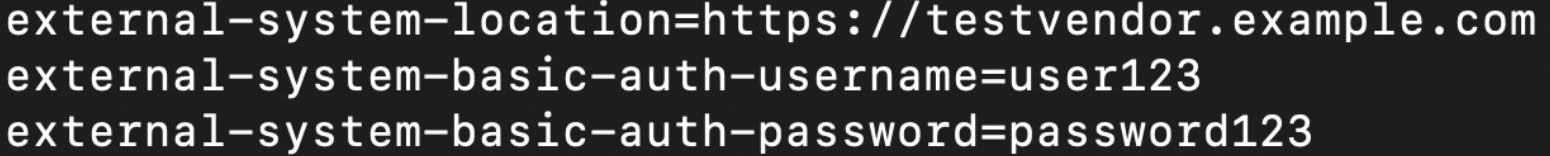 external-system-location=https://testvendor.example.com
external-system-basic-auth-username=user123
external-system-basic-auth-password=password123